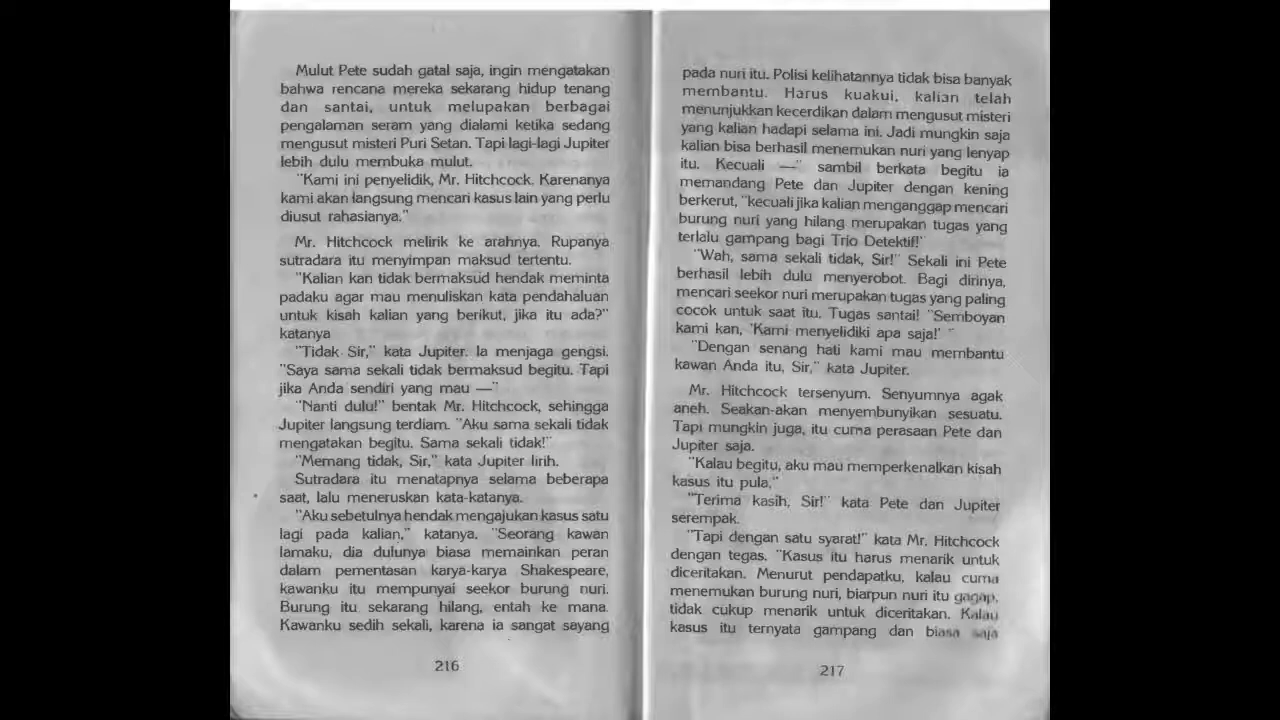 Mulut Pete sudah gatal saja, ingin mengatakan
bahwa rencana mereka sekarang hidup tenang
dan santai, untuk melupakan berbagai
pengalaman seram yang dialami ketika sedang
mengusut misteri Puri Setan. Tapi lagi-lagi Jupiter
lebih dulu membuka mulut.
"Kami ini penyelidik, Mr. Hitchcock. Karenanya
kami akan langsung mencari kasus lain yang perlu
diusut rahasianya."
Mr. Hitchcock melirik ke arahnya. Rupanya
sutradara itu menyimpan maksud tertentu.
"Kalian kan tidak bermaksud hendak meminta
padaku agar mau menuliskan kata pendahaluan
untuk kisah kalian yang berikut, jika itu ada?"
katanya
"Tidak Sir," kata Jupiter. Ia menjaga gengsi.
"Saya sama sekali tidak bermaksud begitu. Tapi
jika Anda sendiri yang mau —"
"Nanti dulu!" bentak Mr. Hitchcock, sehingga
Jupiter langsung terdiam. "Aku sama sekali tidak
mengatakan begitu. Sama sekali tidak!"
"Memang tidak, Sir," kata Jupiter lirih.
Sutradara itu menatapnya selama beberapa
saat, lalu meneruskan kata-katanya.
"Aku sebetulnya hendak mengajukan kasus satu
lagi pada kalian," katanya. "Seorang kawan
lamaku, dia dulunya biasa memainkan peran
dalam pementasan karya-karya Shakespeare,
kawanku itu mempunyai seekor burung nuri.
Burung itu sekarang hilang, entah ke mana.
Kawanku sedih sekali, karena ia sangat sayang
216
pada nuri itu. Polisi kelihatannya tidak bisa banyak
membantu. Harus kuakui, kalian telah
menunjukkan kecerdikan dalam mengusut misteri
yang kalian hadapi selama ini. Jadi mungkin saja
kalian bisa berhasil menemukan nuri yang lenyap
itu. Kecuali —" sambil berkata begitu ia
memandang Pete dan Jupiter dengan kening
berkerut, "kecuali jika kalian menganggap mencari
burung nuri yang hilang merupakan tugas yang
terlalu gampang bagi Trio Detektif!"
"Wah, sama sekali tidak, Sir!" Sekali ini Pete
berhasil lebih dulu menyerobot. Bagi dirinya,
mencari seekor nuri merupakan tugas yang paling
cocok untuk saat itu. Tugas santai! "Semboyan
kami kan, 'Kami menyelidiki apa saja!' "
"Dengan senang hati kami mau membantu
kawan Anda itu, Sir," kata Jupiter.
Mr. Hitchcock tersenyum. Senyumnya agak
aneh. Seakan-akan menyembunyikan sesuatu.
Tapi mungkin juga, itu cuma perasaan Pete dan
Jupiter saja.
"Kalau begitu, aku mau memperkenalkan kisah
kasus itu pula,"
"Terima kasih, Sir!" kata Pete dan Jupiter
serempak.
"Tapi dengan satu syarat!" kata Mr. Hitchcock
dengan tegas. "Kasus itu harus menarik untuk
diceritakan. Menurut pendapatku, kalau cuma
menemukan burung nuri, biarpun nuri itu gagap,
tidak cukup menarik untuk diceritakan. Kalau
kasus itu ternyata gampang dan biasa saja
217